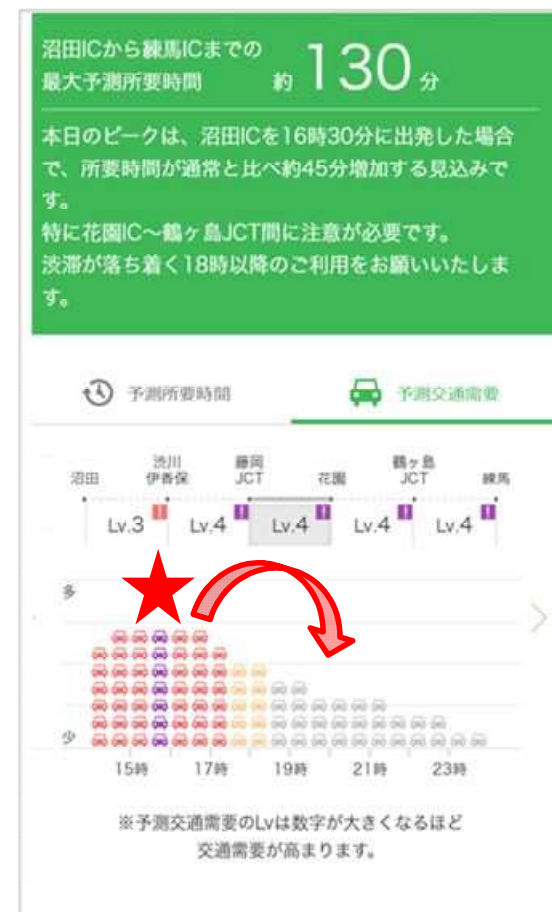 沼田ICから練馬ICまでの
最大予測所要時間 約 130 分
本日のピークは、沼田ICを16時30分に出発した場合
で、所要時間が通常と比べ約45分増加する見込みで
す。
特に花園IC〜鶴ヶ島JCT間に注意が必要です。
渋滞が落ち着く18時以降のご利用をお願いいたしま
す。
予測所要時間 予測交通需要
沼田 渋川伊香保 藤岡JCT 花園 鶴ヶ島JCT 練馬
Lv.3 Lv.4 Lv.4 Lv.4 Lv.4
多
少
15時 17時 19時 21時 23時
※予測交通需要のLvは数字が大きくなるほど
交通需要が高まります。